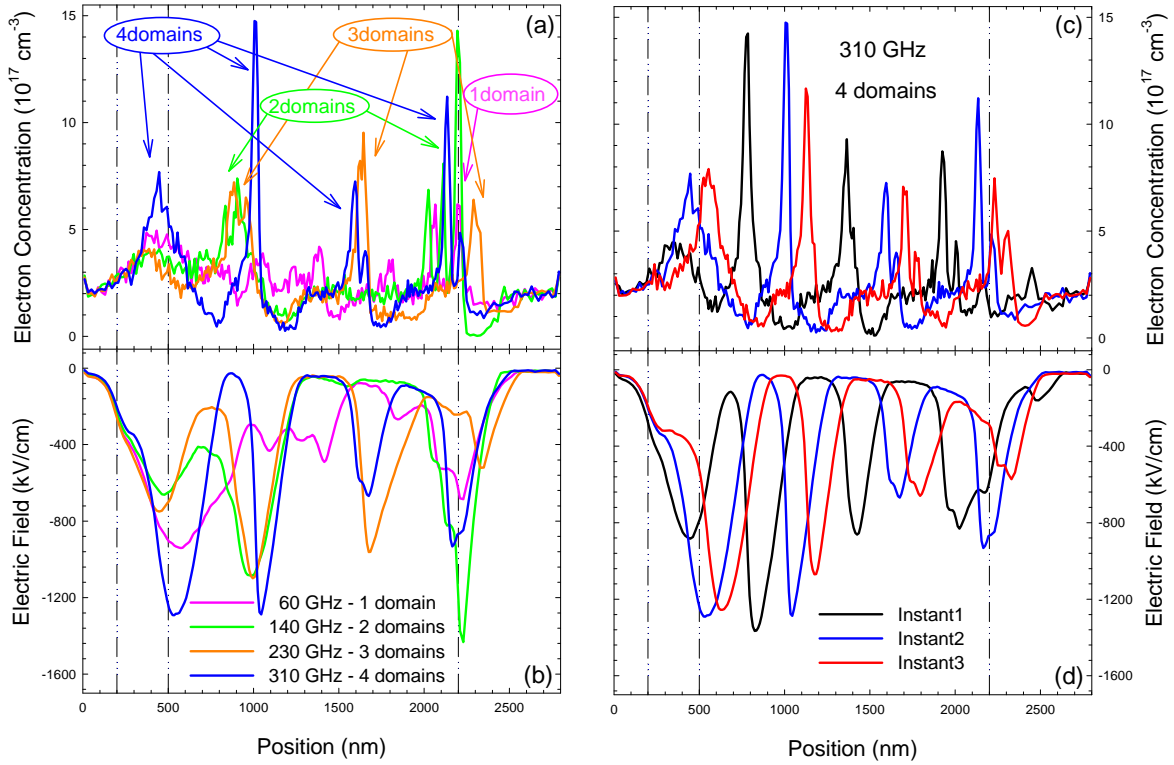 15
10
5
0
Electron Concentration (10^17 cm^-3)
(a)
4domains
3domains
2domains
1domain
0
-400
-800
-1200
-1600
Electric Field (kV/cm)
60 GHz - 1 domain
140 GHz - 2 domains
230 GHz - 3 domains
310 GHz - 4 domains
(b)
0 500 1000 1500 2000 2500
Position (nm)
(c)
310 GHz
4 domains
15
10
5
0
Electron Concentration (10^17 cm^-3)
Instant1
Instant2
Instant3
(d)
0
-400
-800
-1200
-1600
Electric Field (kV/cm)
0 500 1000 1500 2000 2500
Position (nm)